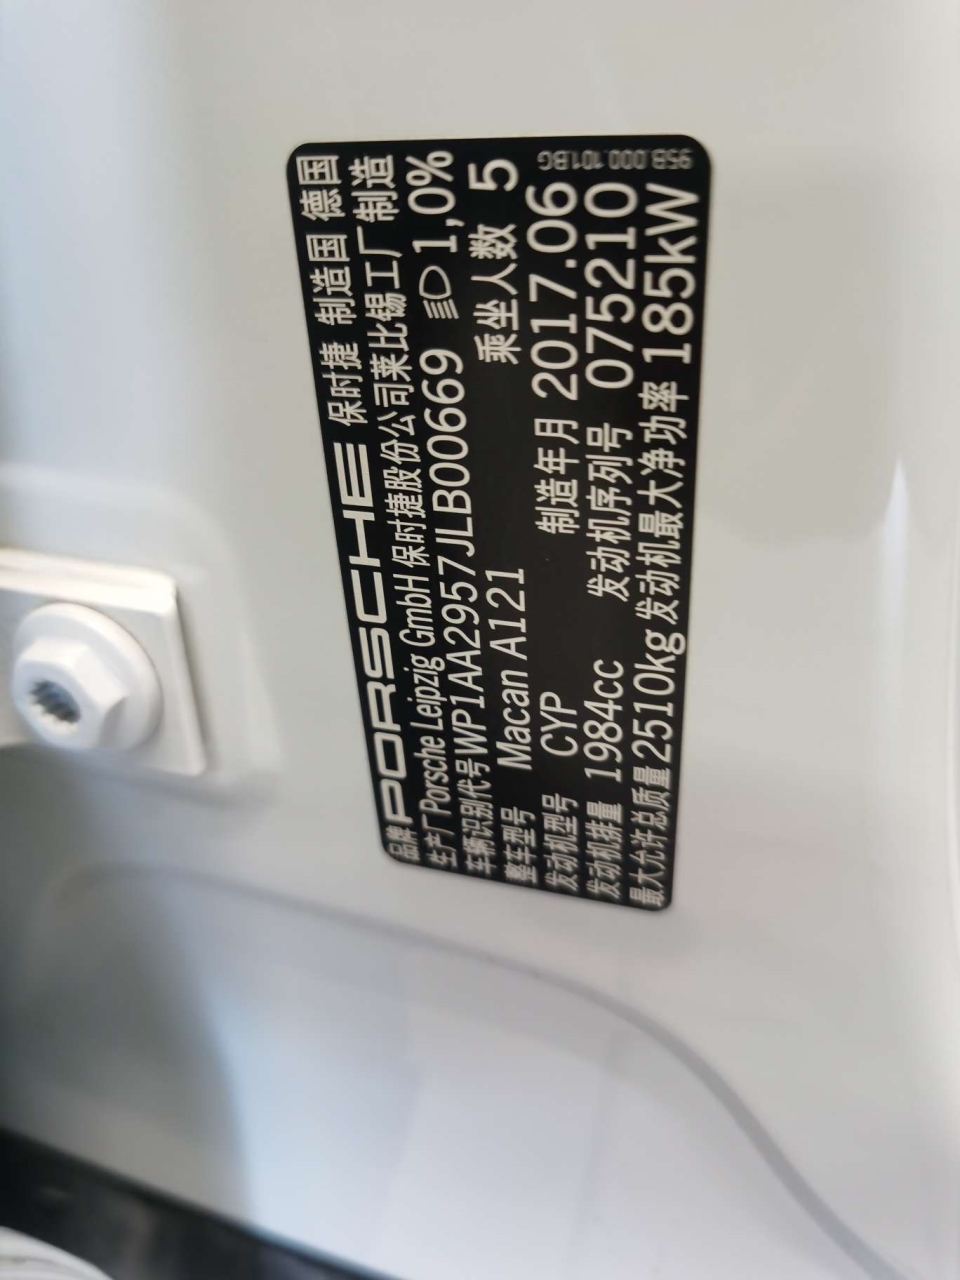 品牌 PORSCHE 保时捷 制造国 德国
生产厂 Porsche Leipzig GmbH 保时捷股份公司莱比锡工厂制造
车辆识别代号 WP1AA2957JLB00669 1,0%
整车型号 Macan A121 乘坐人数 5
发动机型号 CYP 制造年月 2017.06
发动机排量 1984cc 发动机序列号 075210
最大允许总质量 2510kg 发动机最大净功率 185kW
95B.000.101.BG